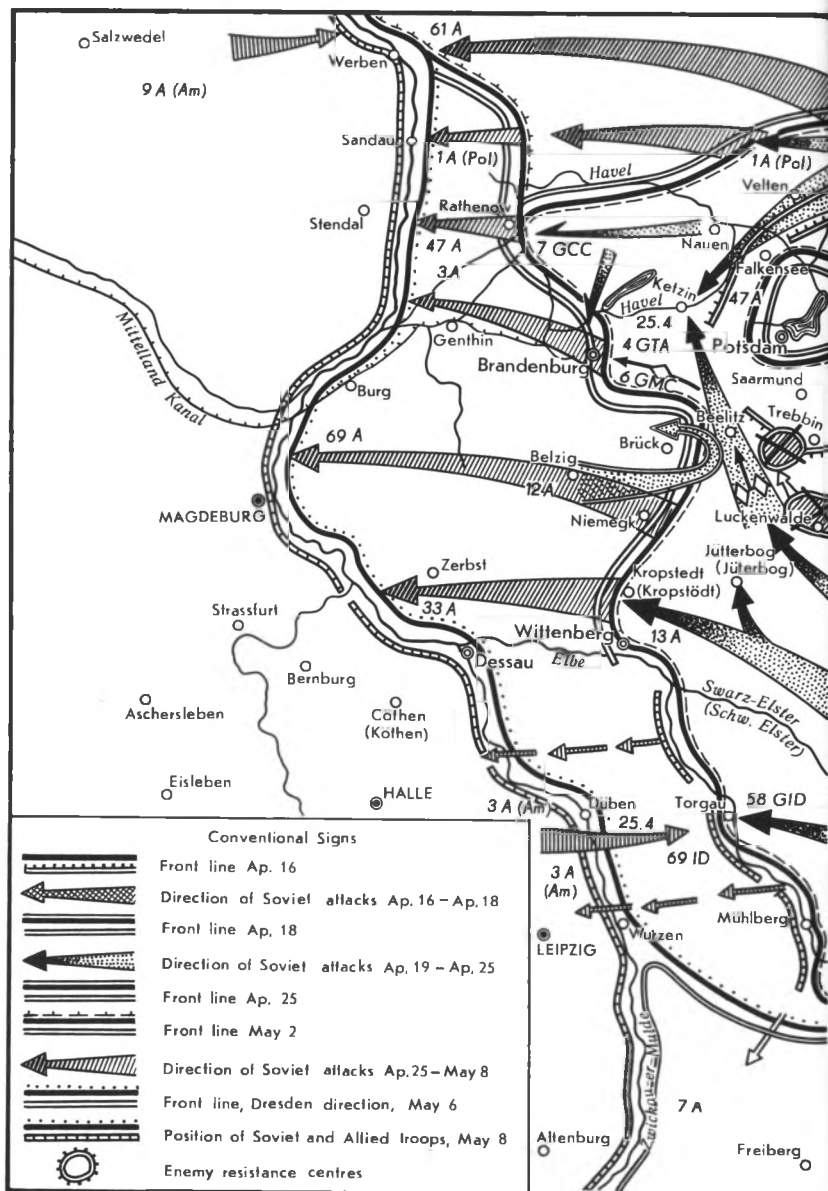 Salzwedel
61 A
Werben
9 A (Am)
Sandau
1 A (Pol)
1 A (Pol)
Havel
Velten
Rathenow
Stendal
Nauen
47 A
7 GCC
Falkensee
3A
Ketzin
47A
Havel
25.4
Mittelland Kanal
Genthin
4 GTA
Potsdam
Brandenburg
6 GMC
Saarmund
Burg
Beelitz
Trebbin
Brück
69 A
Belzig
12 A
MAGDEBURG
Niemegk
Luckenwalde
Jütterbog
(Jüterbog)
Zerbst
Kropstedt
(Kropstödt)
33 A
Strassfurt
Wittenberg
13 A
Dessau
Elbe
Bernburg
Swarz-Elster
(Schw. Elster)
Aschersleben
Cothen
(Köthen)
Eisleben
HALLE
3 A (Am)
Düben
Torgau
58 GID
25.4
69 ID
3 A
(Am)
Mühlberg
LEIPZIG
Wurzen
Zwickauer-Mulde
7 A
Altenburg
Freiberg
Conventional Signs
Front line Ap. 16
Direction of Soviet attacks Ap. 16 – Ap. 18
Front line Ap. 18
Direction of Soviet attacks Ap. 19 – Ap. 25
Front line Ap. 25
Front line May 2
Direction of Soviet attacks Ap. 25 – May 8
Front line, Dresden direction, May 6
Position of Soviet and Allied troops, May 8
Enemy resistance centres